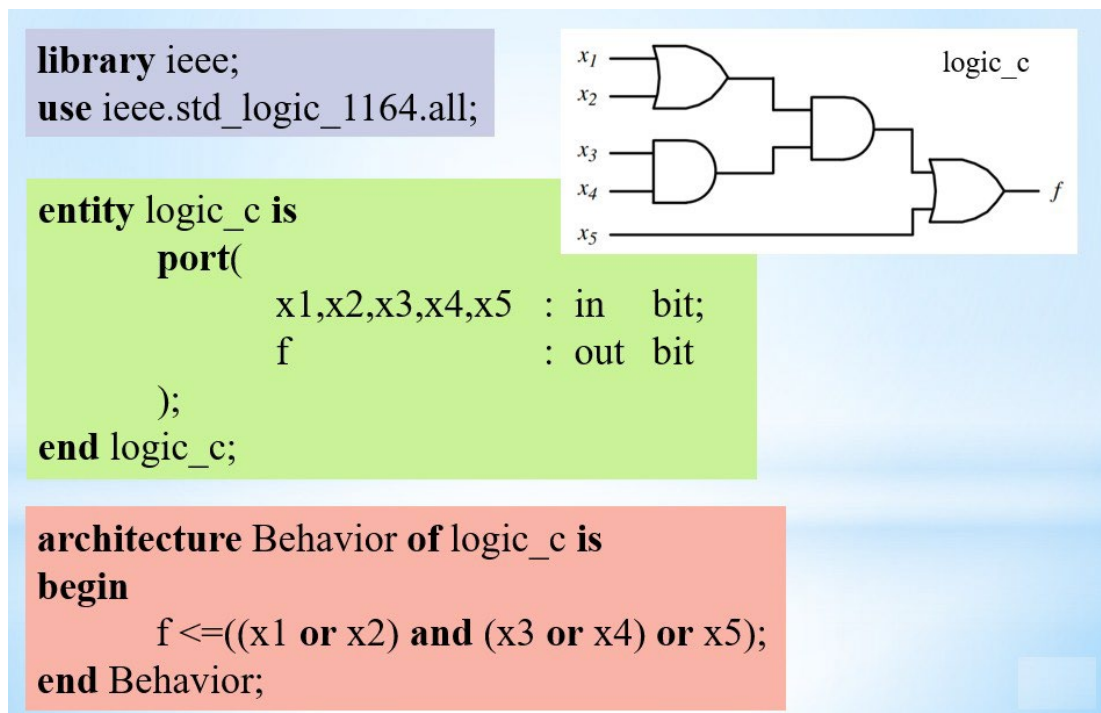 library ieee;
use ieee.std_logic_1164.all;
logic_c
x1
x2
x3
x4
x5
f
entity logic_c is
port(
x1,x2,x3,x4,x5 : in bit;
f : out bit
);
end logic_c;
architecture Behavior of logic_c is
begin
f <=((x1 or x2) and (x3 or x4) or x5);
end Behavior;